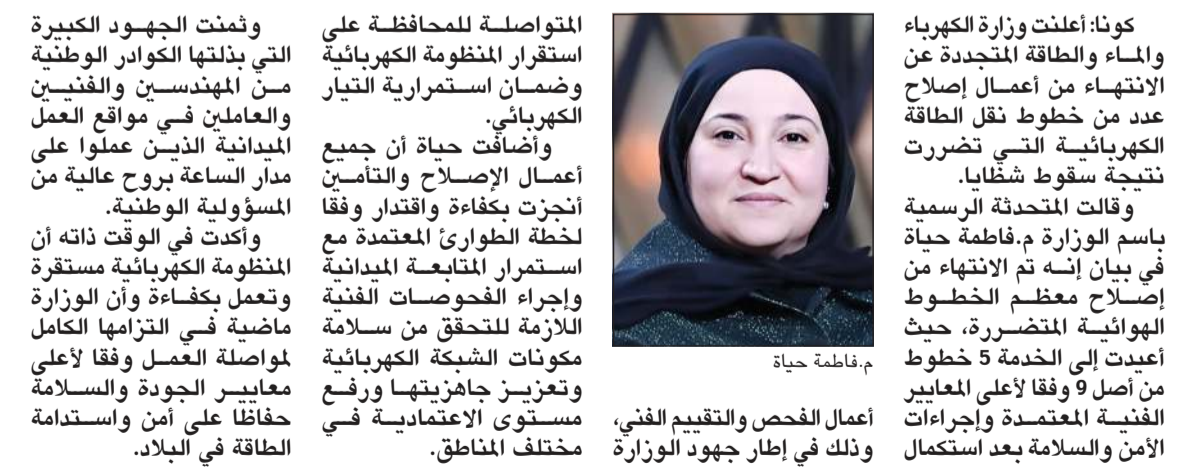 كونا: أعلنت وزارة الكهرباء
والماء والطاقة المتجددة عن
الانتهاء من أعمال إصلاح
عدد من خطوط نقل الطاقة
الكهربائية التي تضررت
نتيجة سقوط شظايا.
وقالت المتحدثة الرسمية
باسم الوزارة م.فاطمة حياة
في بيان إنه تم الانتهاء من
إصلاح معظم الخطوط
الهوائية المتضررة، حيث
أعيدت إلى الخدمة 5 خطوط
من أصل 9 وفقا لأعلى المعايير
الفنية المعتمدة وإجراءات
الأمن والسلامة بعد استكمال
م.فاطمة حياة
أعمال الفحص والتقييم الفني،
وذلك في إطار جهود الوزارة
المتواصلة للمحافظة على
استقرار المنظومة الكهربائية
وضمان استمرارية التيار
الكهربائي.
وأضافت حياة أن جميع
أعمال الإصلاح والتأمين
أنجزت بكفاءة واقتدار وفقا
لخطة الطوارئ المعتمدة مع
استمرار المتابعة الميدانية
وإجراء الفحوصات الفنية
اللازمة للتحقق من سلامة
مكونات الشبكة الكهربائية
وتعزيز جاهزيتها ورفع
مستوى الاعتمادية في
مختلف المناطق.
وثمنت الجهود الكبيرة
التي بذلتها الكوادر الوطنية
من المهندسين والفنيين
والعاملين في مواقع العمل
الميدانية الذين عملوا على
مدار الساعة بروح عالية من
المسؤولية الوطنية.
وأكدت في الوقت ذاته أن
المنظومة الكهربائية مستقرة
وتعمل بكفاءة وأن الوزارة
ماضية في التزامها الكامل
لمواصلة العمل وفقا لأعلى
معايير الجودة والسلامة
حفاظا على أمن واستدامة
الطاقة في البلاد.